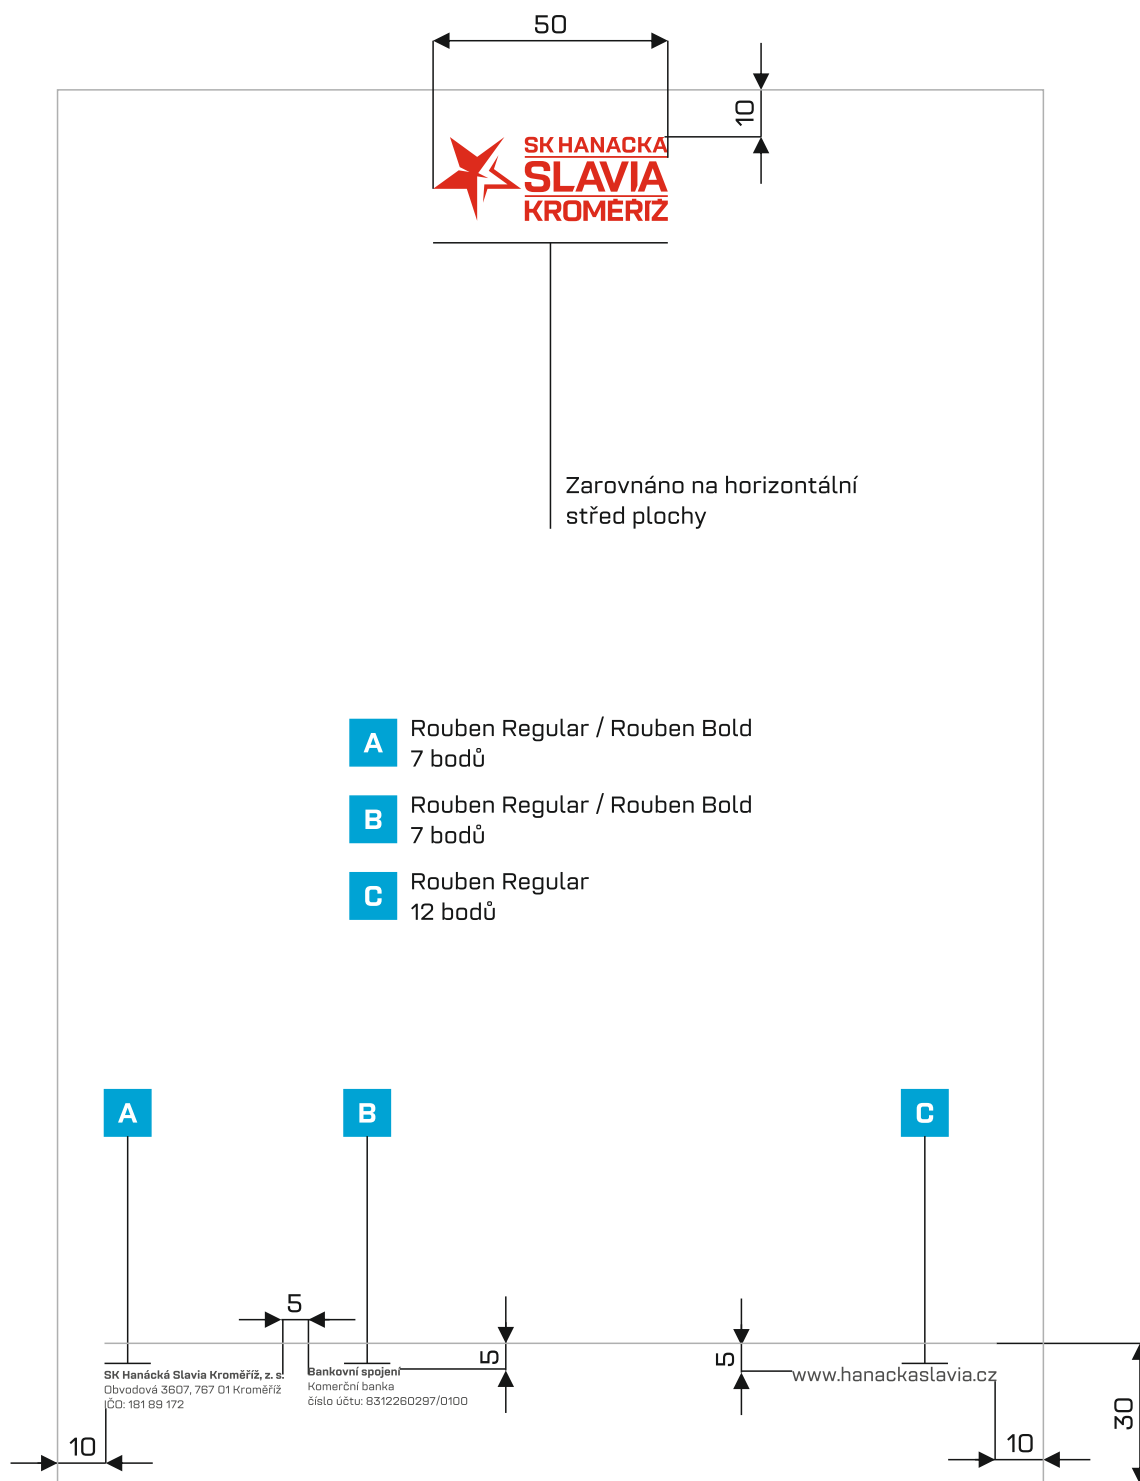 50
10
SK HANÁCKÁ
SLAVIA
KROMĚŘÍŽ
Zarovnáno na horizontální
střed plochy
A Rouben Regular / Rouben Bold
7 bodů
B Rouben Regular / Rouben Bold
7 bodů
C Rouben Regular
12 bodů
A B C
5
5
5
SK Hanácká Slavia Kroměříž, z. s.
Obvodová 3607, 767 01 Kroměříž
IČO: 181 89 172
Bankovní spojení
Komerční banka
číslo účtu: 8312260297/0100
www.hanackaslavia.cz
30
10
10